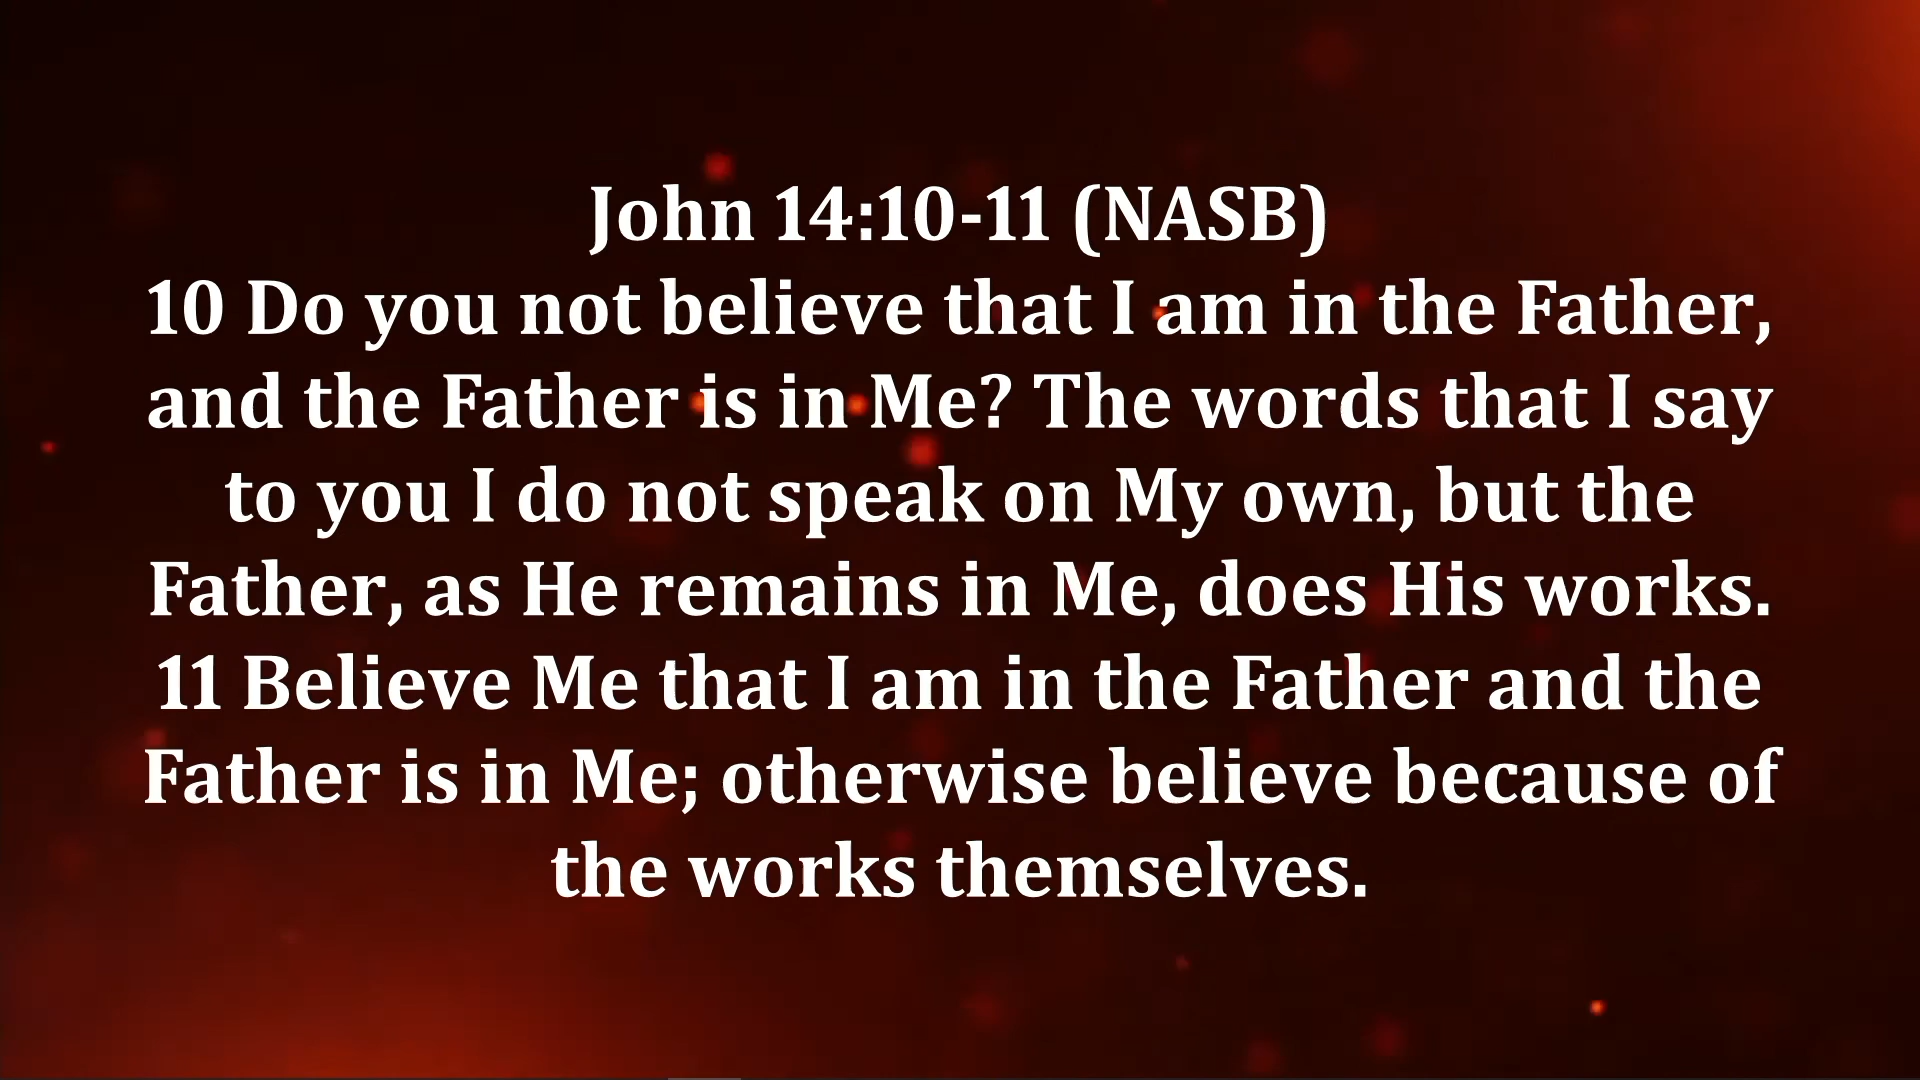 John 14:10-11 (NASB)
10 Do you not believe that I am in the Father,
and the Father is in Me? The words that I say
to you I do not speak on My own, but the
Father, as He remains in Me, does His works.
11 Believe Me that I am in the Father and the
Father is in Me; otherwise believe because of
the works themselves.